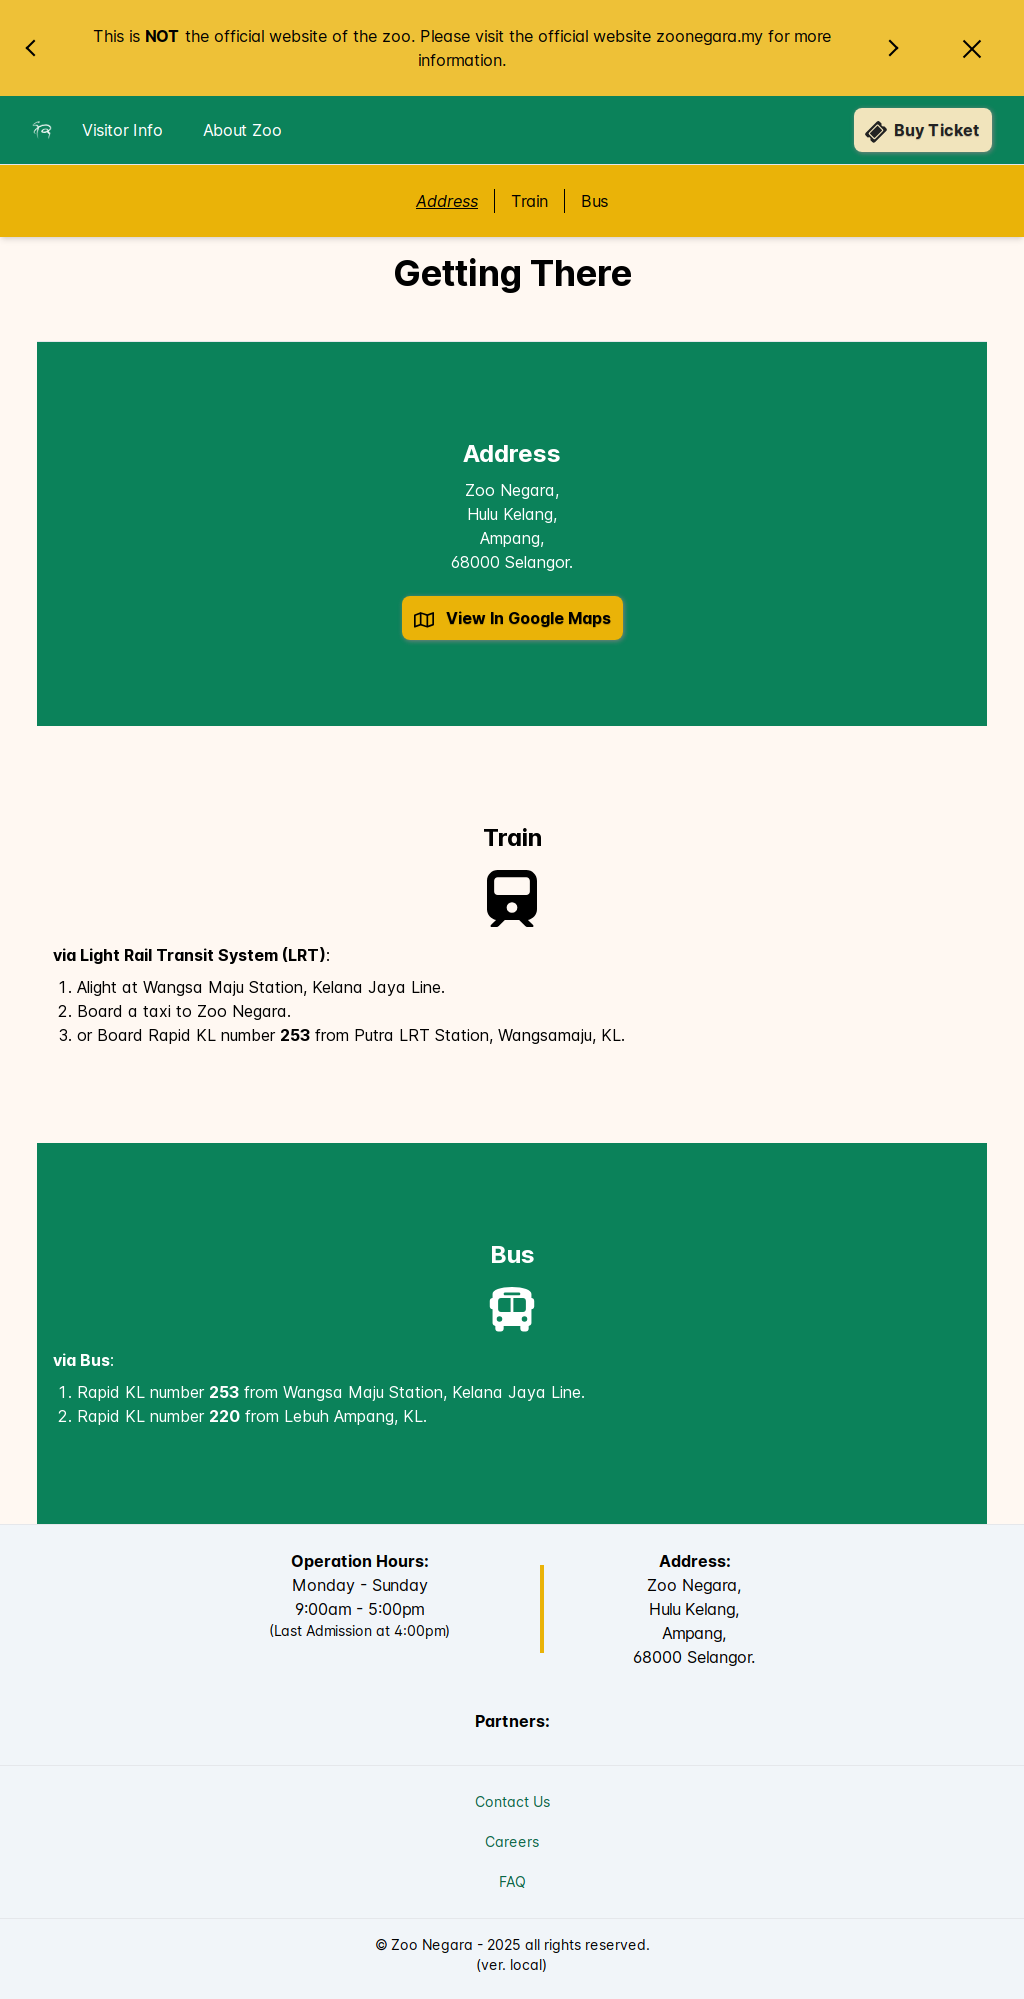 This is NOT the official website of the zoo. Please visit the official website zoonegara.my for more
information.
Visitor Info
About Zoo
Buy Ticket
Address
Train
Bus
Getting There
Address
Zoo Negara,
Hulu Kelang,
Ampang,
68000 Selangor.
View In Google Maps
Train
via Light Rail Transit System (LRT):
1. Alight at Wangsa Maju Station, Kelana Jaya Line.
2. Board a taxi to Zoo Negara.
3. or Board Rapid KL number 253 from Putra LRT Station, Wangsamaju, KL.
Bus
via Bus:
1. Rapid KL number 253 from Wangsa Maju Station, Kelana Jaya Line.
2. Rapid KL number 220 from Lebuh Ampang, KL.
Operation Hours:
Monday - Sunday
9:00am - 5:00pm
(Last Admission at 4:00pm)
Address:
Zoo Negara,
Hulu Kelang,
Ampang,
68000 Selangor.
Partners:
Contact Us
Careers
FAQ
© Zoo Negara - 2025 all rights reserved.
(ver. local)